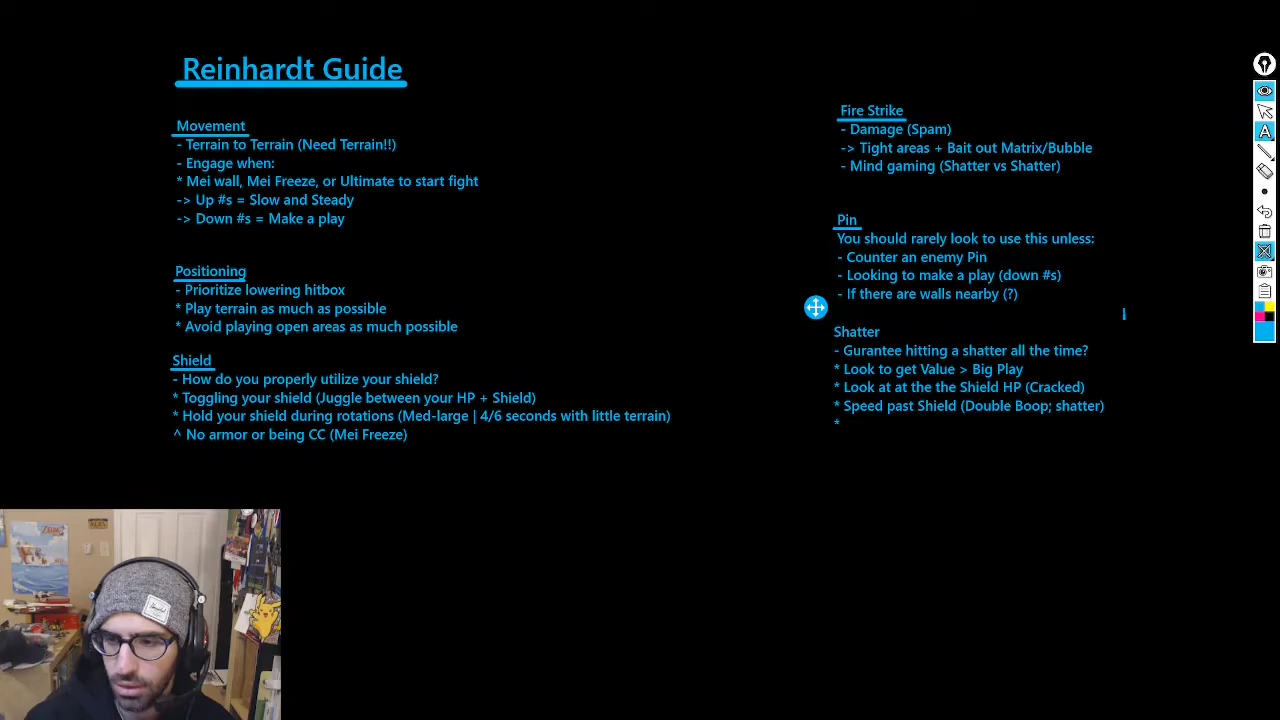 Reinhardt Guide
Movement
- Terrain to Terrain (Need Terrain!!)
- Engage when:
* Mei wall, Mei Freeze, or Ultimate to start fight
-> Up #s = Slow and Steady
-> Down #s = Make a play
Positioning
- Prioritize lowering hitbox
* Play terrain as much as possible
* Avoid playing open areas as much possible
Shield
- How do you properly utilize your shield?
* Toggling your shield (Juggle between your HP + Shield)
* Hold your shield during rotations (Med-large | 4/6 seconds with little terrain)
^ No armor or being CC (Mei Freeze)
Fire Strike
- Damage (Spam)
-> Tight areas + Bait out Matrix/Bubble
- Mind gaming (Shatter vs Shatter)
Pin
You should rarely look to use this unless:
- Counter an enemy Pin
- Looking to make a play (down #s)
- If there are walls nearby (?)
Shatter
- Gurantee hitting a shatter all the time?
* Look to get Value > Big Play
* Look at at the the Shield HP (Cracked)
* Speed past Shield (Double Boop; shatter)
*